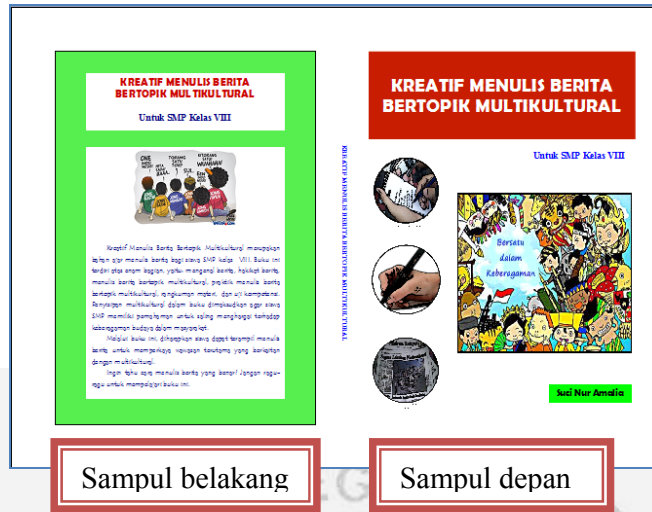 KREATIF MENULIS BERITA
BERTOPIK MULTIKULTURAL
Untuk SMP Kelas VIII
Kreatif Menulis Berita Bertopik Multikultural merupakan
bahan ajar menulis berita bagi siswa SMP kelas VIII. Buku ini
terdiri atas enam bagian, yaitu mengenal berita, hakikat berita,
menulis berita bertopik multikultural, praktik menulis berita
bertopik multikultural, rangkuman materi, dan uji kompetensi.
Penyisipan multikultural dalam buku dimaksudkan agar siswa
SMP memiliki pemahaman untuk saling menghargai terhadap
keberagaman budaya dalam masyarakat.
Melalui buku ini, diharapkan siswa dapat terampil menulis
berita untuk memperkaya wawasan terutama yang berkaitan
dengan multikultural.
Ingin tahu cara menulis berita yang benar? Jangan ragu-
ragu untuk mempelajari buku ini.
KREATIF MENULIS BERITA BERTOPIK MULTIKULTURAL
KREATIF MENULIS BERITA
BERTOPIK MULTIKULTURAL
Untuk SMP Kelas VIII
Bersatu
dalam
Keberagaman
Suci Nur Amalia
Sampul belakang
Sampul depan